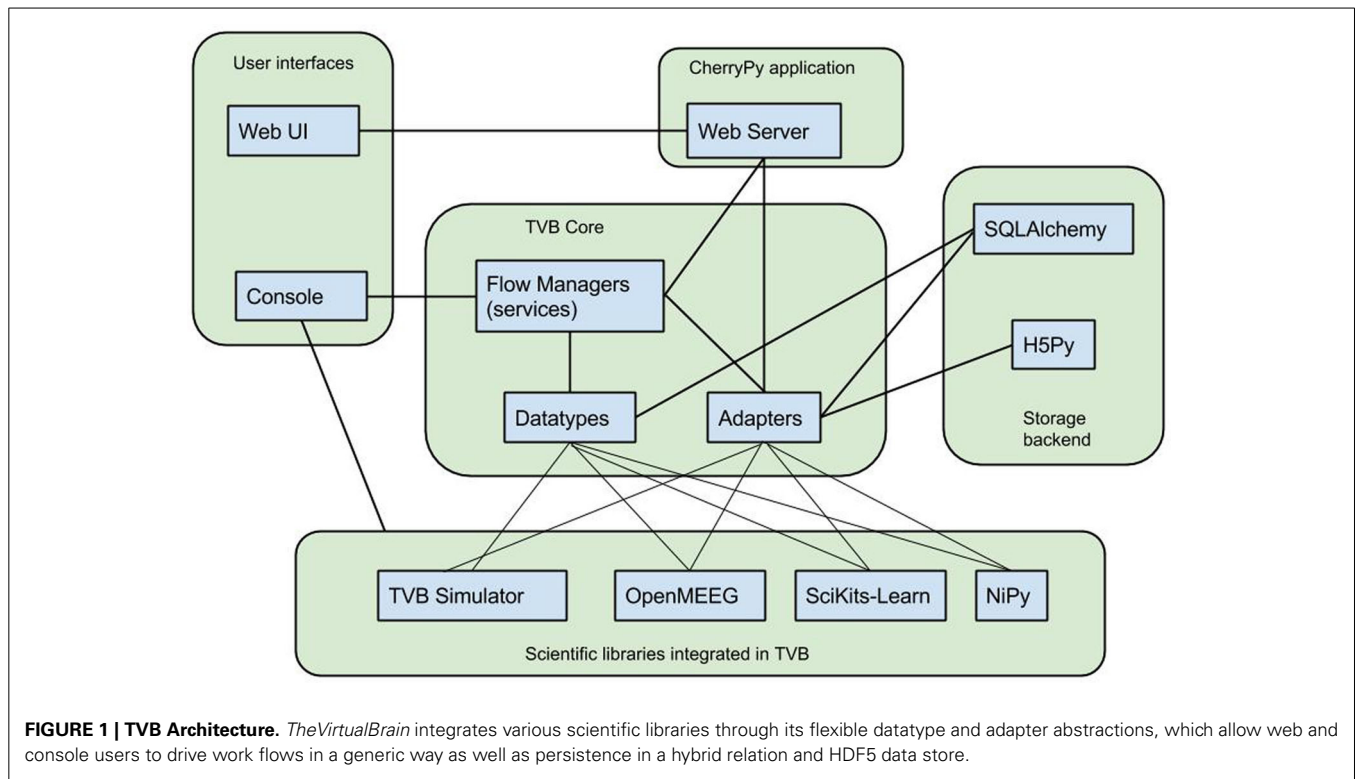 User interfaces
CherryPy application
Web UI
Web Server
TVB Core
SQLAlchemy
Flow Managers
(services)
Console
H5Py
Datatypes
Adapters
Storage
backend
TVB Simulator
OpenMEEG
SciKits-Learn
NiPy
Scientific libraries integrated in TVB
FIGURE 1 | TVB Architecture. TheVirtualBrain integrates various scientific libraries through its flexible datatype and adapter abstractions, which allow web and
console users to drive work flows in a generic way as well as persistence in a hybrid relation and HDF5 data store.